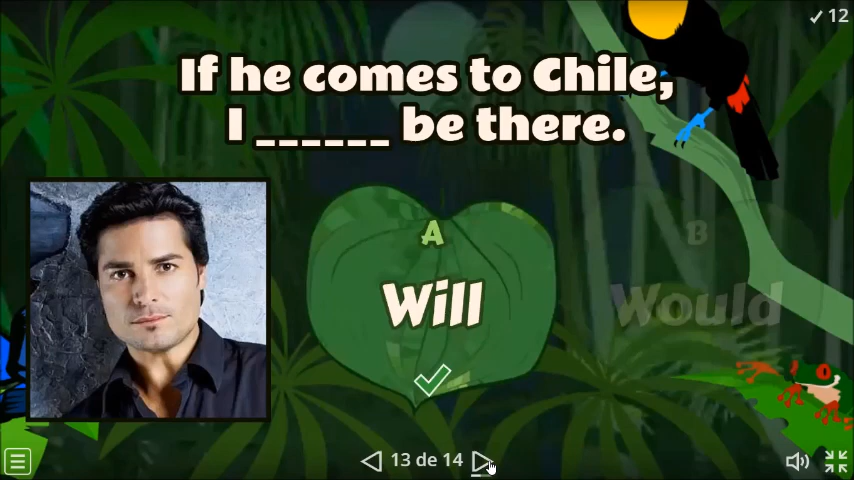 ✓ 12
If he comes to Chile,
I ______ be there.
A
Will
B
Would
13 de 14